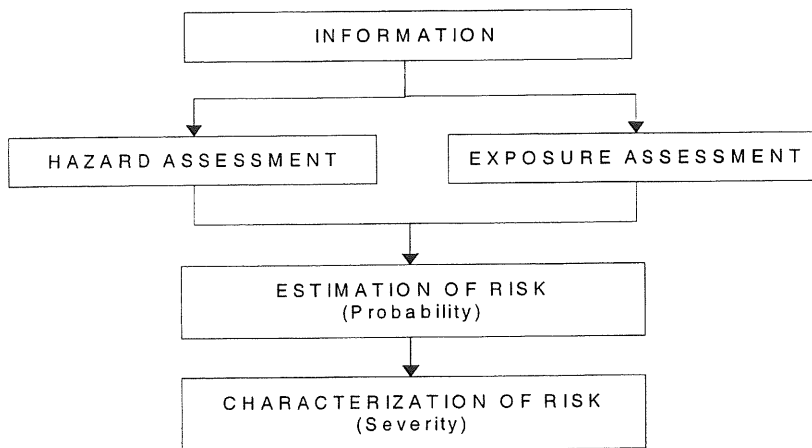 INFORMATION
HAZARD ASSESSMENT
EXPOSURE ASSESSMENT
ESTIMATION OF RISK
(Probability)
CHARACTERIZATION OF RISK
(Severity)